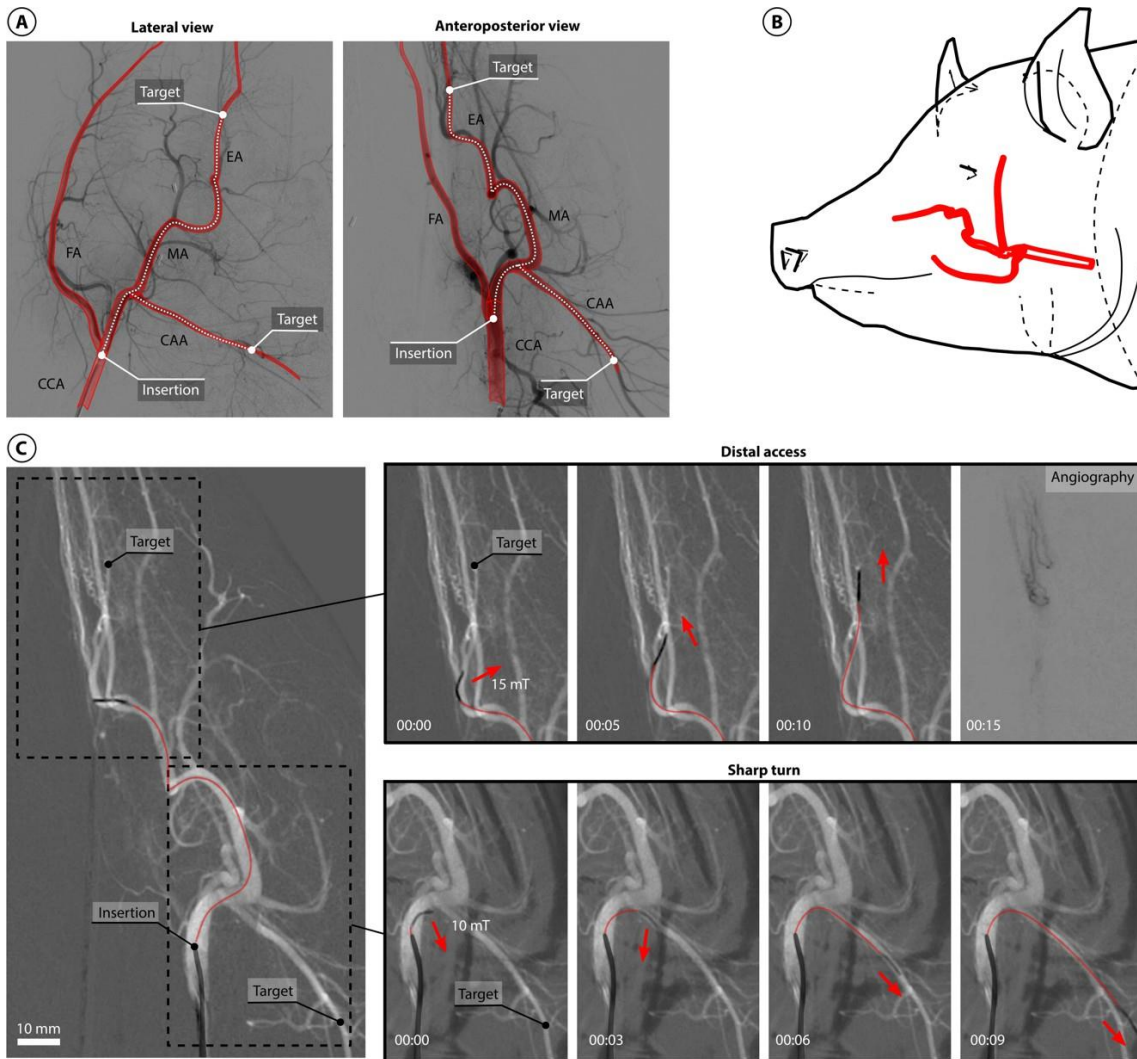 A
Lateral view
Anteroposterior view
Target
EA
FA
MA
CAA
Target
CCA
Insertion
Target
EA
FA
MA
CAA
Insertion
CCA
Target
B
C
Target
Insertion
Target
10 mm
Distal access
Target
15 mT
00:00
00:05
00:10
Angiography
00:15
Sharp turn
10 mT
Target
00:00
00:03
00:06
00:09